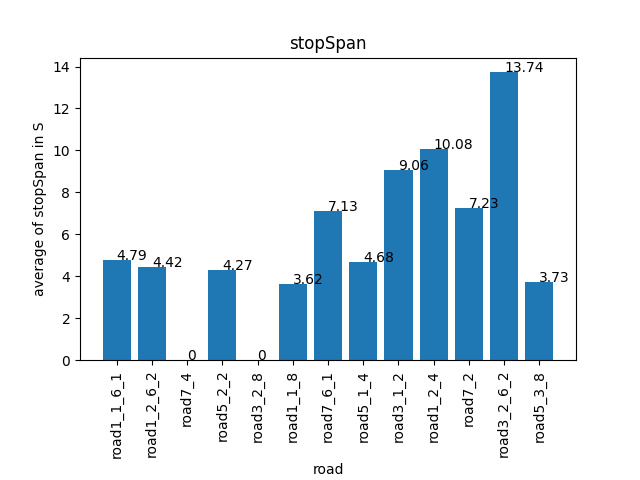 stopSpan
average of stopSpan in S
14
12
10
8
6
4
2
0
4.79
4.42
0
4.27
0
3.62
7.13
4.68
9.06
10.08
7.23
13.74
3.73
road1_1_6_1
road1_2_6_2
road7_4
road5_2_2
road3_2_8
road1_1_8
road7_6_1
road5_1_4
road3_1_2
road1_2_4
road7_2
road3_2_6_2
road5_3_8
road